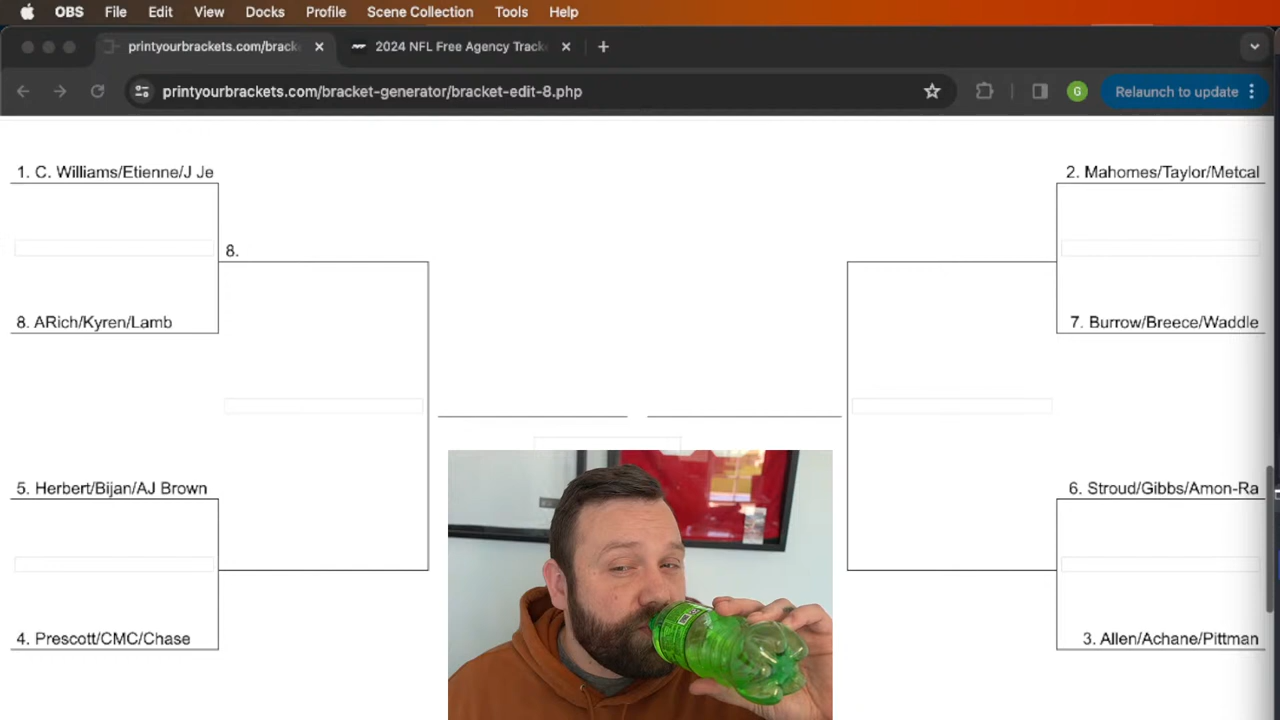 OBS File Edit View Docks Profile Scene Collection Tools Help
printyourbrackets.com/brack 2024 NFL Free Agency Track
printyourbrackets.com/bracket-generator/bracket-edit-8.php G Relaunch to update
1. C. Williams/Etienne/J Je
2. Mahomes/Taylor/Metcal
8.
8. ARich/Kyren/Lamb
7. Burrow/Breece/Waddle
5. Herbert/Bijan/AJ Brown
6. Stroud/Gibbs/Amon-Ra
4. Prescott/CMC/Chase
3. Allen/Achane/Pittman